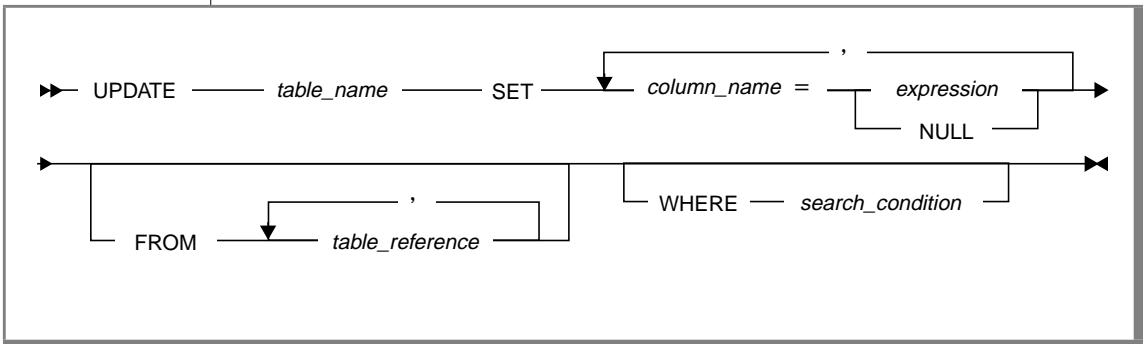 ,
UPDATE table_name SET column_name = expression
NULL
,
WHERE search_condition
FROM table_reference